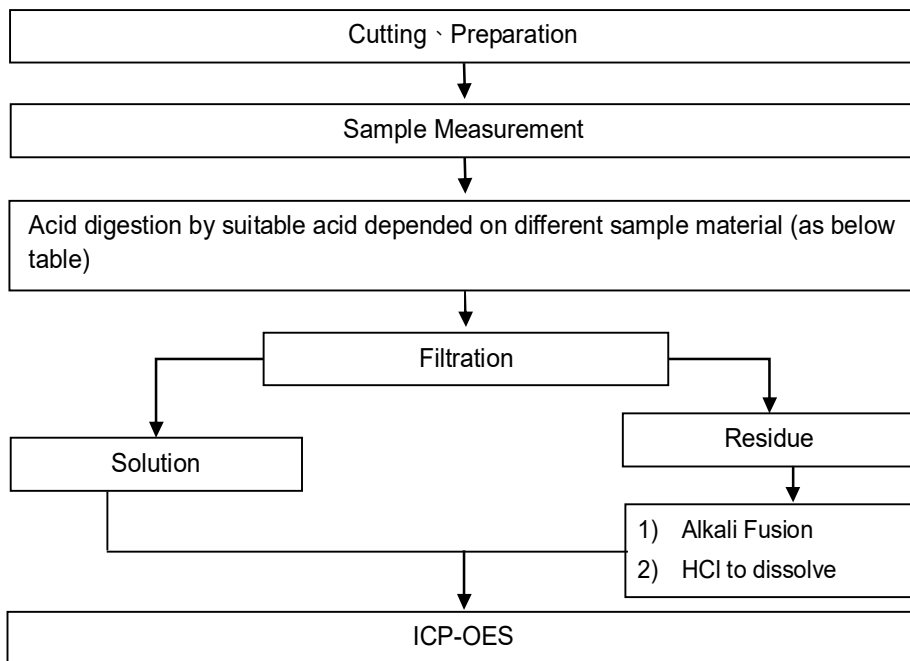 Cutting、Preparation
Sample Measurement
Acid digestion by suitable acid depended on different sample material (as below
table)
Filtration
Solution
Residue
1) Alkali Fusion
2) HCl to dissolve
ICP-OES